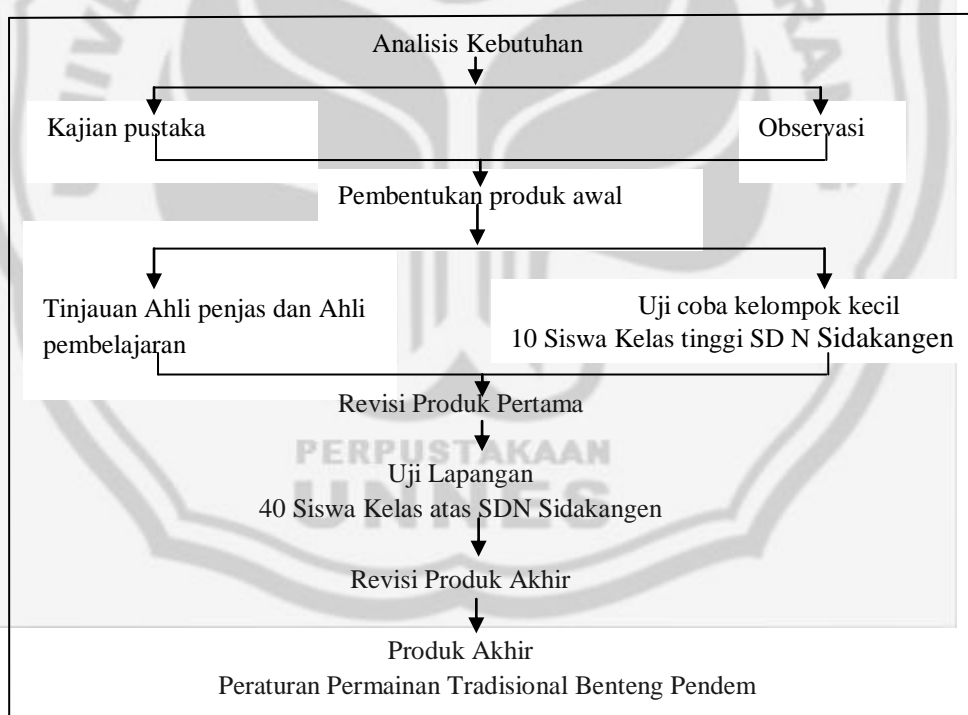 Analisis Kebutuhan
Kajian pustaka
Observasi
Pembentukan produk awal
Tinjauan Ahli penjas dan Ahli
pembelajaran
Uji coba kelompok kecil
10 Siswa Kelas tinggi SD N Sidakangen
Revisi Produk Pertama
PERPUSTAKAAN
UNNES
Uji Lapangan
40 Siswa Kelas atas SDN Sidakangen
Revisi Produk Akhir
Produk Akhir
Peraturan Permainan Tradisional Benteng Pendem